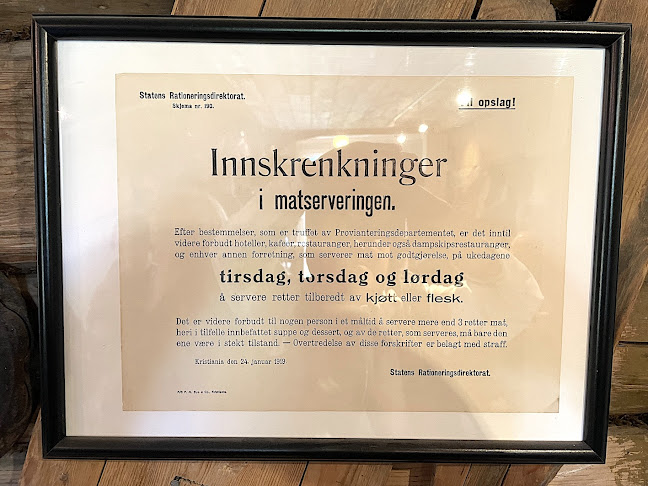 Statens Rationeringsdirektorat.
Skjema nr. 190.
opslag!
Innskrenkninger
i matserveringen.
Efter bestemmelser, som er truffet av Provianteringsdepartementet, er det inntil
videre forbudt hoteller, kafeer, restauranger, herunder også dampskipsrestauranger,
og enhver annen forretning, som serverer mat mot godtgjørelse, på ukedagene
tirsdag, torsdag og lørdag
å servere retter tilberedt av kjøtt eller flesk.
Det er videre forbudt til nogen person i et måltid å servere mere end 3 retter mat,
heri i tilfelle innbefattet suppe og dessert, og av de retter, som serveres, må bare den
ene være i stekt tilstand. — Overtredelse av disse forskrifter er belagt med straff.
Kristiania den 24. januar 1919
Statens Rationeringsdirektorat.